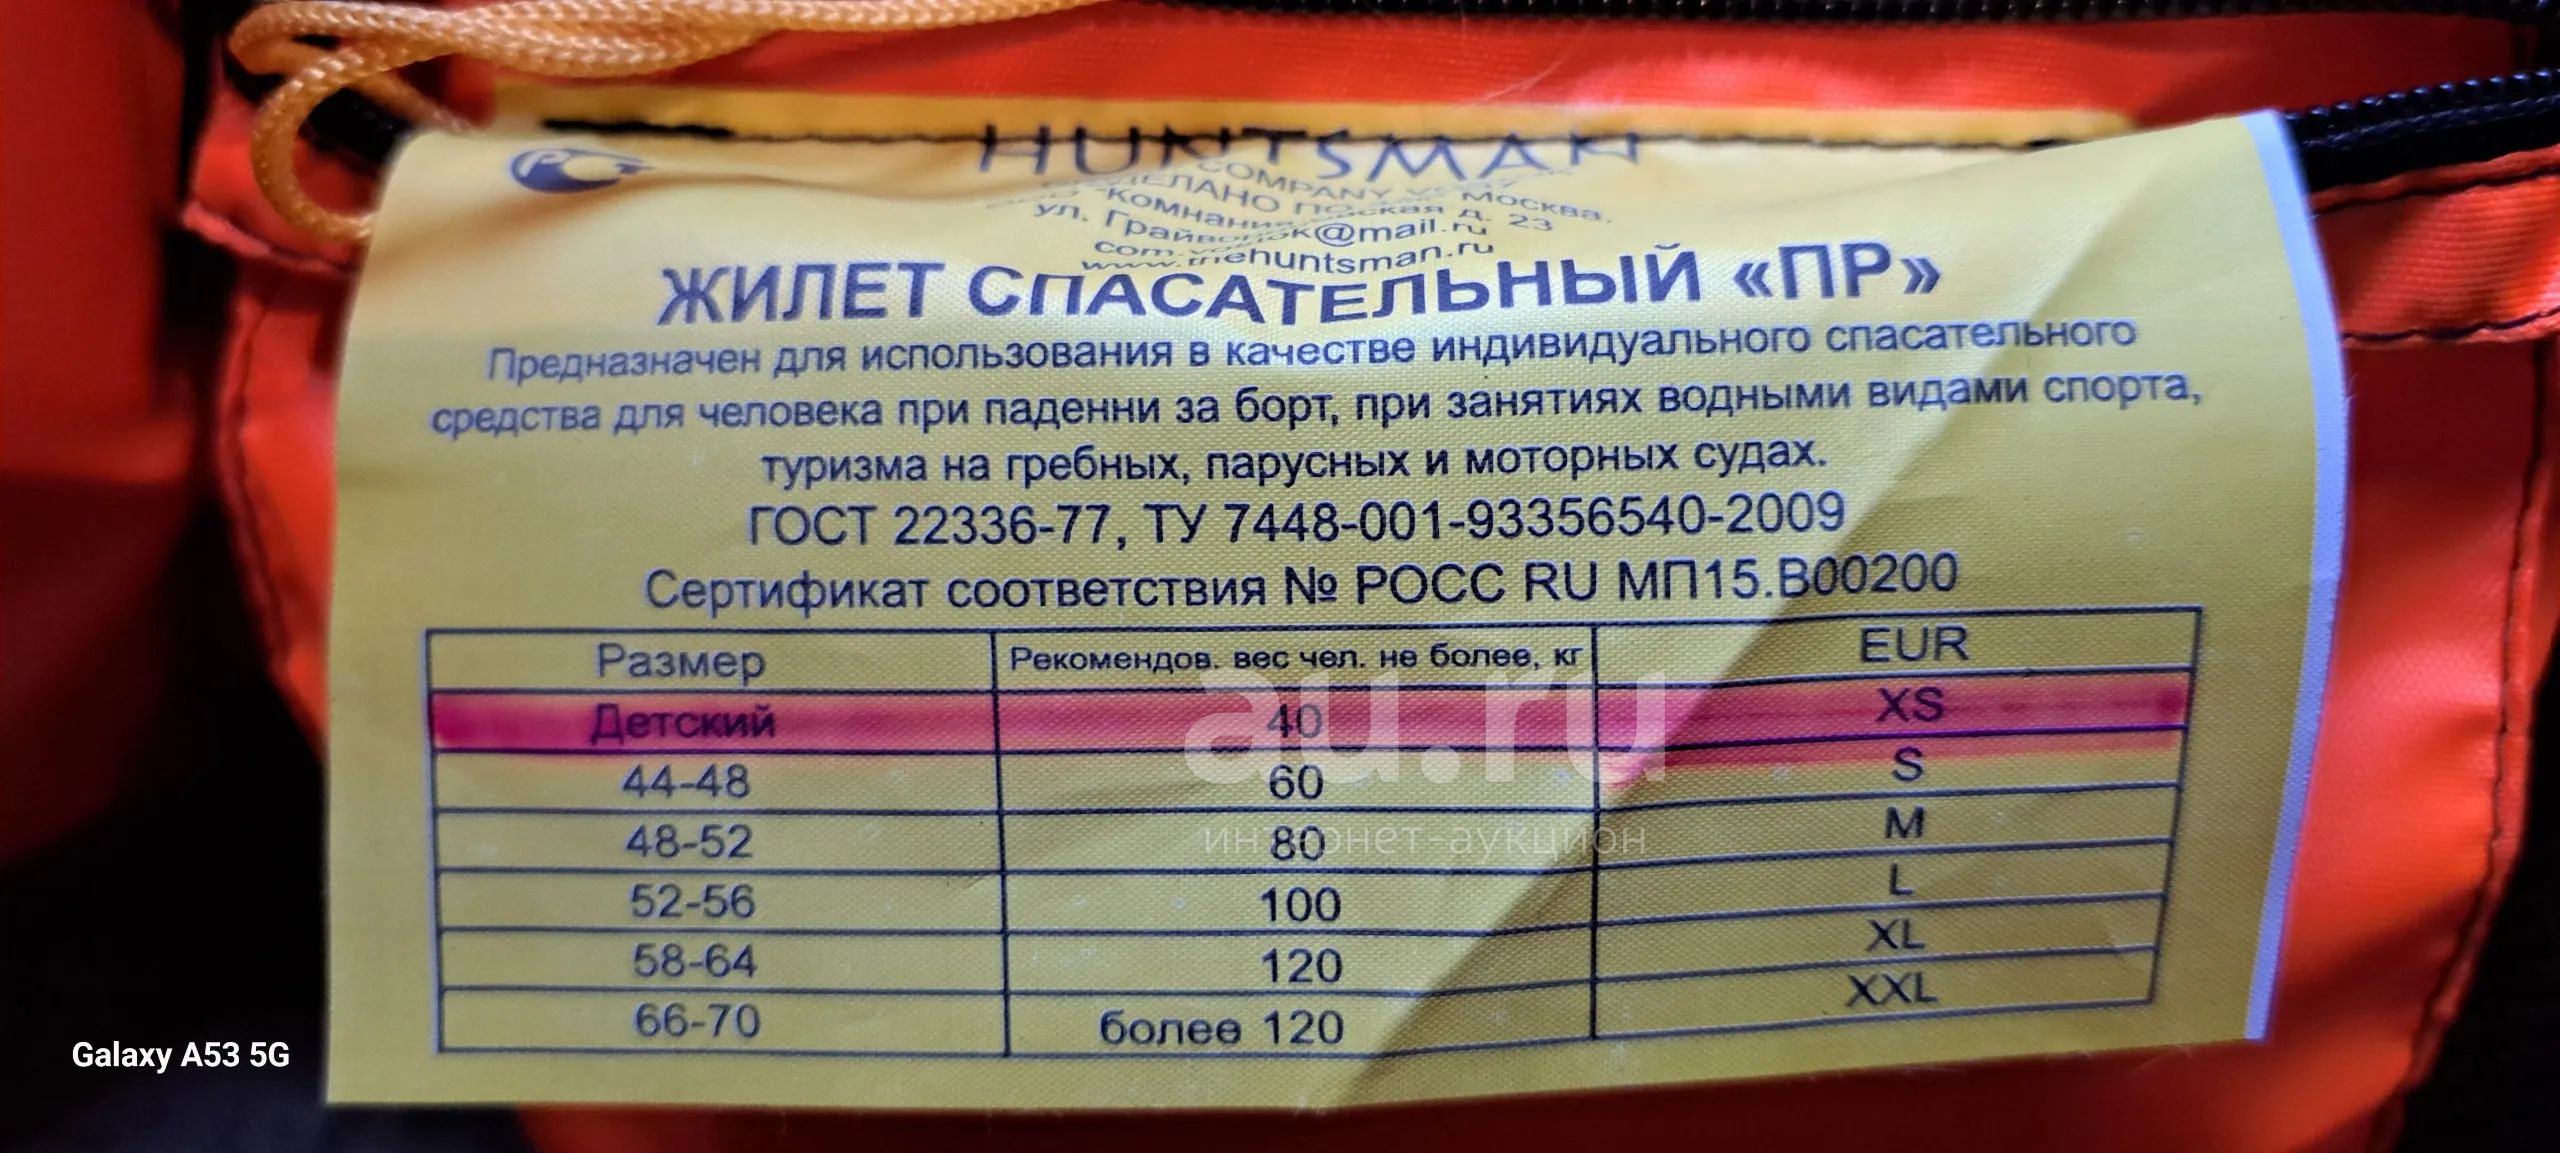 HUNTSMAN
COMPANY
Москва.
ул. д. 23
@mail.ru
huntsman.ru
ЖИЛЕТ СПАСАТЕЛЬНЫЙ «ПР»
Предназначен для использования в качестве индивидуального спасательного
средства для человека при паденни за борт, при занятиях водными видами спорта,
туризма на гребных, парусных и моторных судах.
ГОСТ 22336-77, ТУ 7448-001-93356540-2009
Сертификат соответствия № РОСС RU МП15.В00200
Размер Рекомендов. вес чел. не более, кг EUR
Детский 40 XS
44-48 60 S
48-52 80 M
52-56 100 L
58-64 120 XL
66-70 более 120 XXL
au.ru
интернет аукцион
Galaxy A53 5G